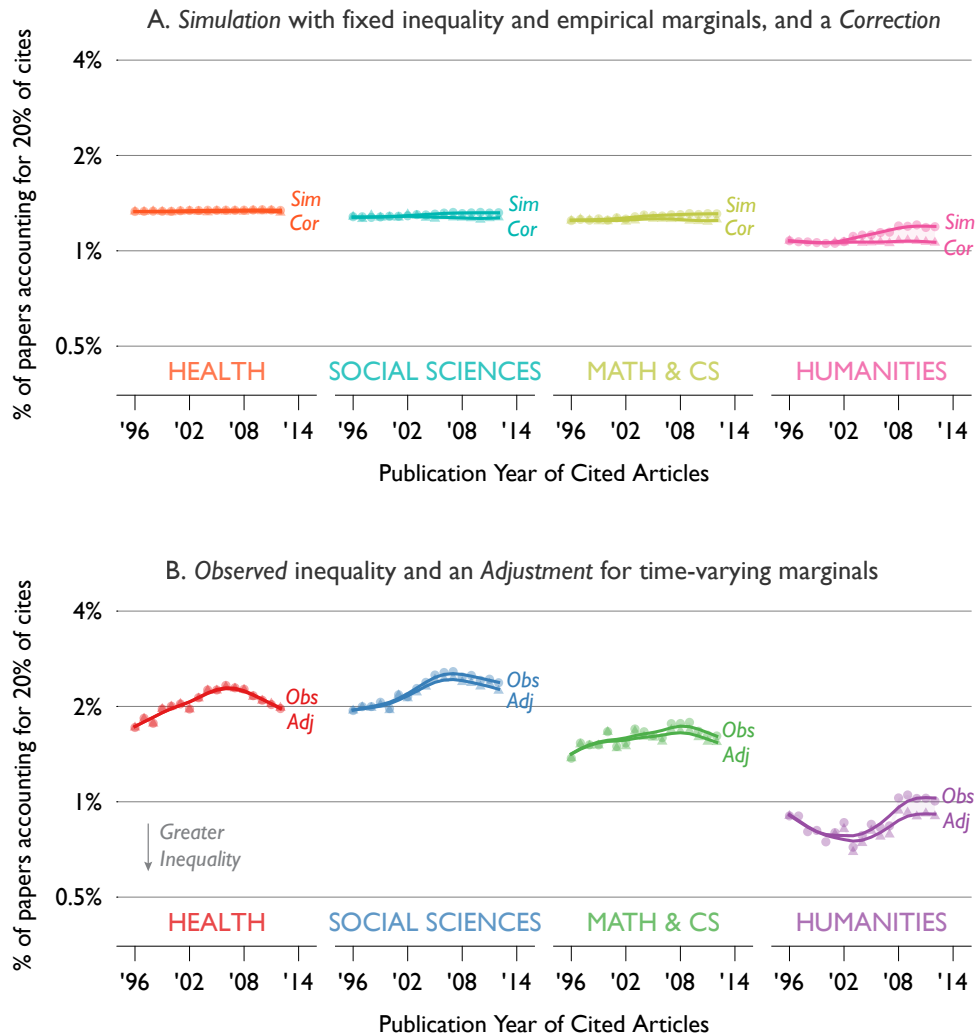 A. Simulation with fixed inequality and empirical marginals, and a Correction
% of papers accounting for 20% of cites
4%
2%
1%
0.5%
Sim
Cor
Sim
Cor
Sim
Cor
Sim
Cor
HEALTH SOCIAL SCIENCES MATH & CS HUMANITIES
'96 '02 '08 '14 '96 '02 '08 '14 '96 '02 '08 '14 '96 '02 '08 '14
Publication Year of Cited Articles
B. Observed inequality and an Adjustment for time-varying marginals
% of papers accounting for 20% of cites
4%
2%
1%
0.5%
Obs
Adj
Obs
Adj
Obs
Adj
Obs
Adj
Greater
Inequality
HEALTH SOCIAL SCIENCES MATH & CS HUMANITIES
'96 '02 '08 '14 '96 '02 '08 '14 '96 '02 '08 '14 '96 '02 '08 '14
Publication Year of Cited Articles